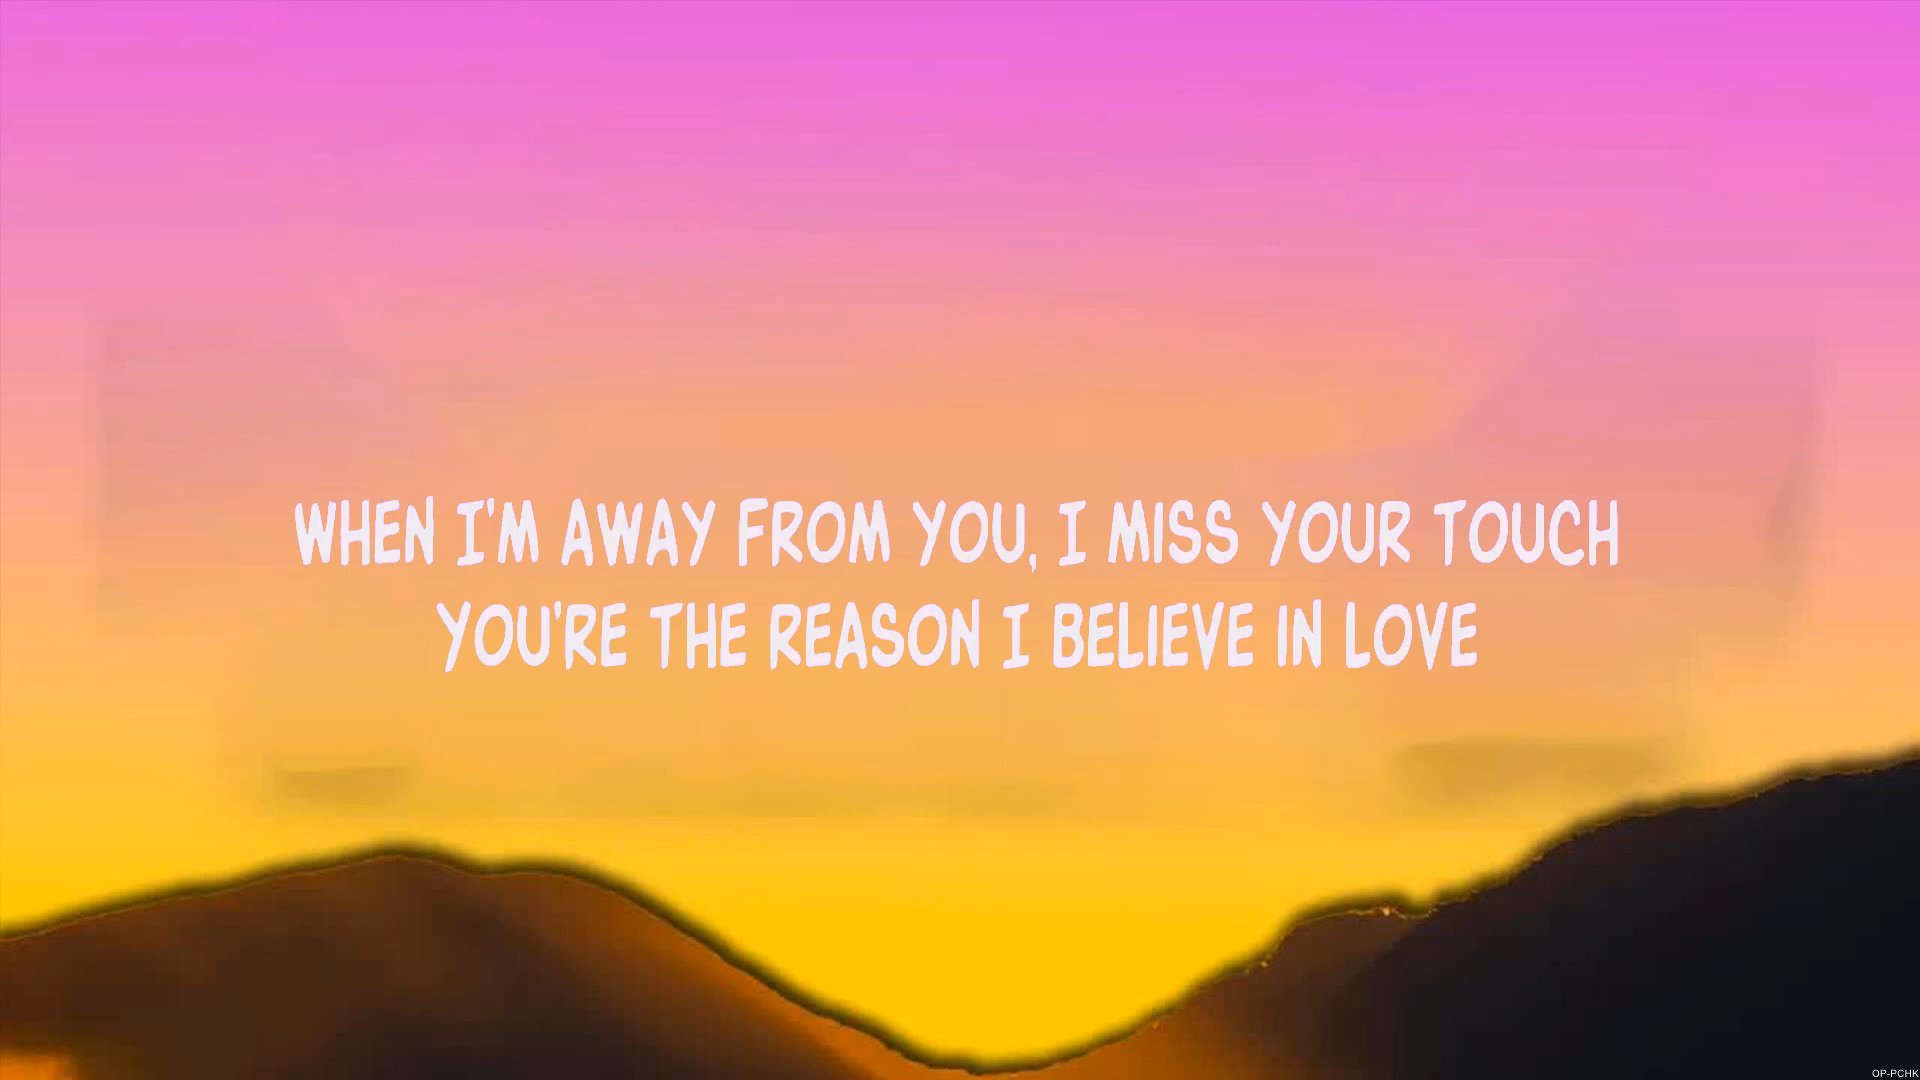 WHEN I'M AWAY FROM YOU, I MISS YOUR TOUCH
YOU'RE THE REASON I BELIEVE IN LOVE
OP-PCHK